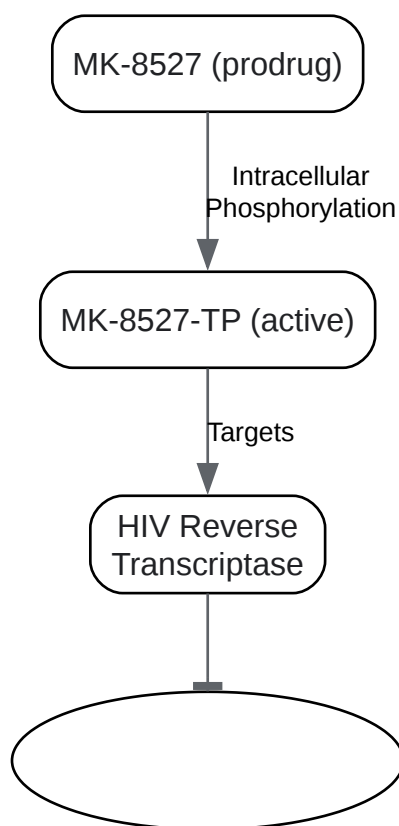 MK-8527 (prodrug)
Intracellular
Phosphorylation
MK-8527-TP (active)
Targets
HIV Reverse
Transcriptase